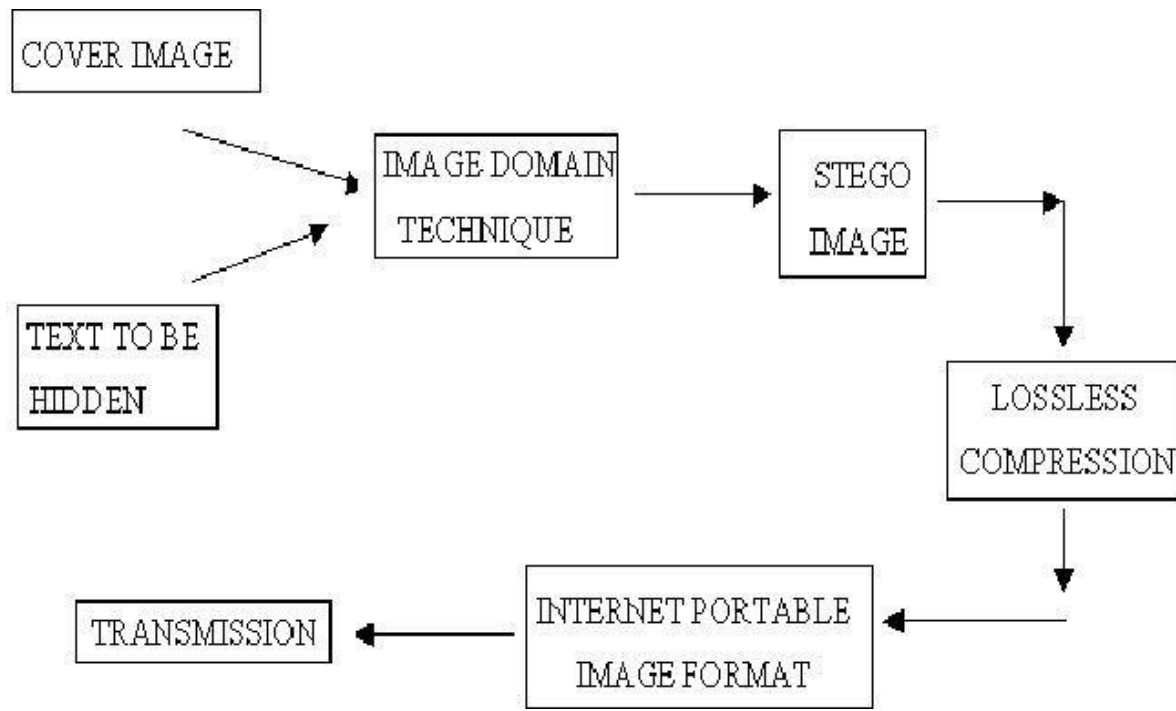 COVER IMAGE
IMAGE DOMAIN
TECHNIQUE
STEGO
IMAGE
TEXT TO BE
HIDDEN
LOSSLESS
COMPRESSION
INTERNET PORTABLE
IMAGE FORMAT
TRANSMISSION